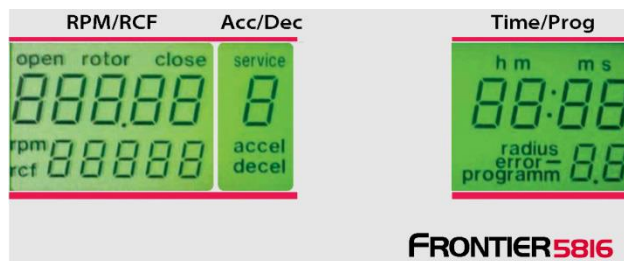 RPM/RCF Acc/Dec Time/Prog
open rotor close service h m m s
888.88 8 88:88
rpm 88888 accel radius
rcf decel error
programm 8.8
FRONTIER 5816